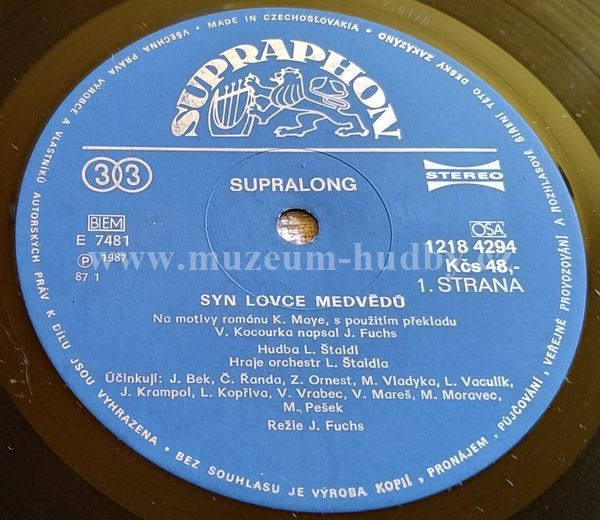 SUPRAPHON
33
SUPRALONG
STEREO
BIEM
E 7481
Ⓟ 1987
87 1
OSA
1218 4294
Kčs 48,-
1. STRANA
www.muzeum-hudby.cz
SYN LOVCE MEDVĚDŮ
Na motivy románu K. Maye, s použitím překladu
V. Kocourka napsal J. Fuchs
Hudba L. Štaidl
Hraje orchestr L. Štaidla
Účinkují: J. Bek, Č. Řanda, Z. Ornest, M. Vladyka, L. Vaculík,
J. Krampol, L. Kopřiva, V. Vrabec, V. Mareš, M. Moravec,
M. Pešek
Režie J. Fuchs
MADE IN CZECHOSLOVAKIA • VŠECHNA PRÁVA VÝROBCE A VLASTNÍKŮ AUTORSKÝCH PRÁV K DÍLU JSOU VYHRAZENA • BEZ SOUHLASU JE VÝROBA KOPIÍ, PRONÁJEM, PŮJČOVÁNÍ, VEŘEJNÉ PROVOZOVÁNÍ A ROZHLASOVÉ ŠÍŘENÍ TÉTO DESKY ZAKÁZÁNO •